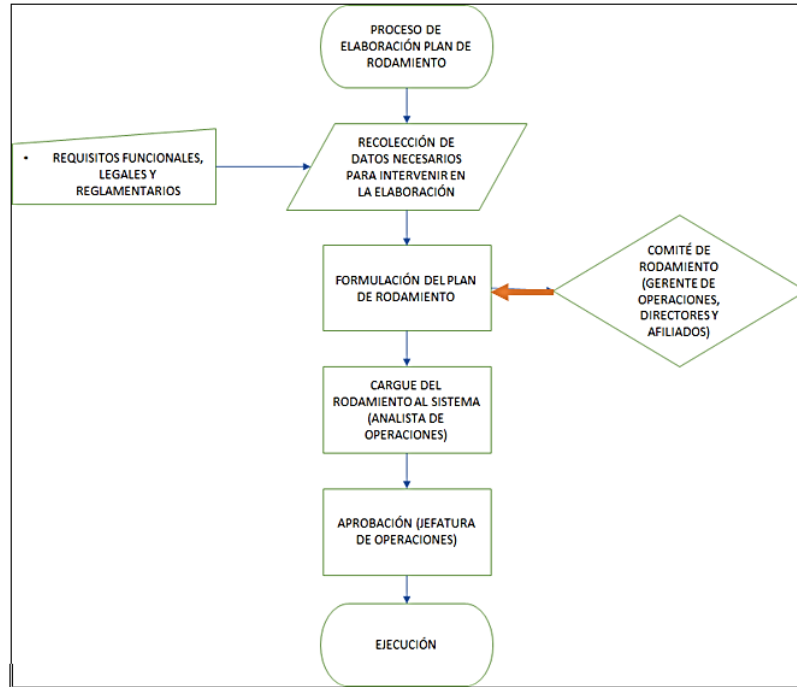 PROCESO DE
ELABORACIÓN PLAN DE
RODAMIENTO
• REQUISITOS FUNCIONALES,
LEGALES Y
REGLAMENTARIOS
RECOLECCIÓN DE
DATOS NECESARIOS
PARA INTERVENIR EN
LA ELABORACIÓN
FORMULACIÓN DEL PLAN
DE RODAMIENTO
COMITÉ DE
RODAMIENTO
(GERENTE DE
OPERACIONES,
DIRECTORES Y
AFILIADOS)
CARGUE DEL
RODAMIENTO AL SISTEMA
(ANALISTA DE
OPERACIONES)
APROBACIÓN (JEFATURA
DE OPERACIONES)
EJECUCIÓN